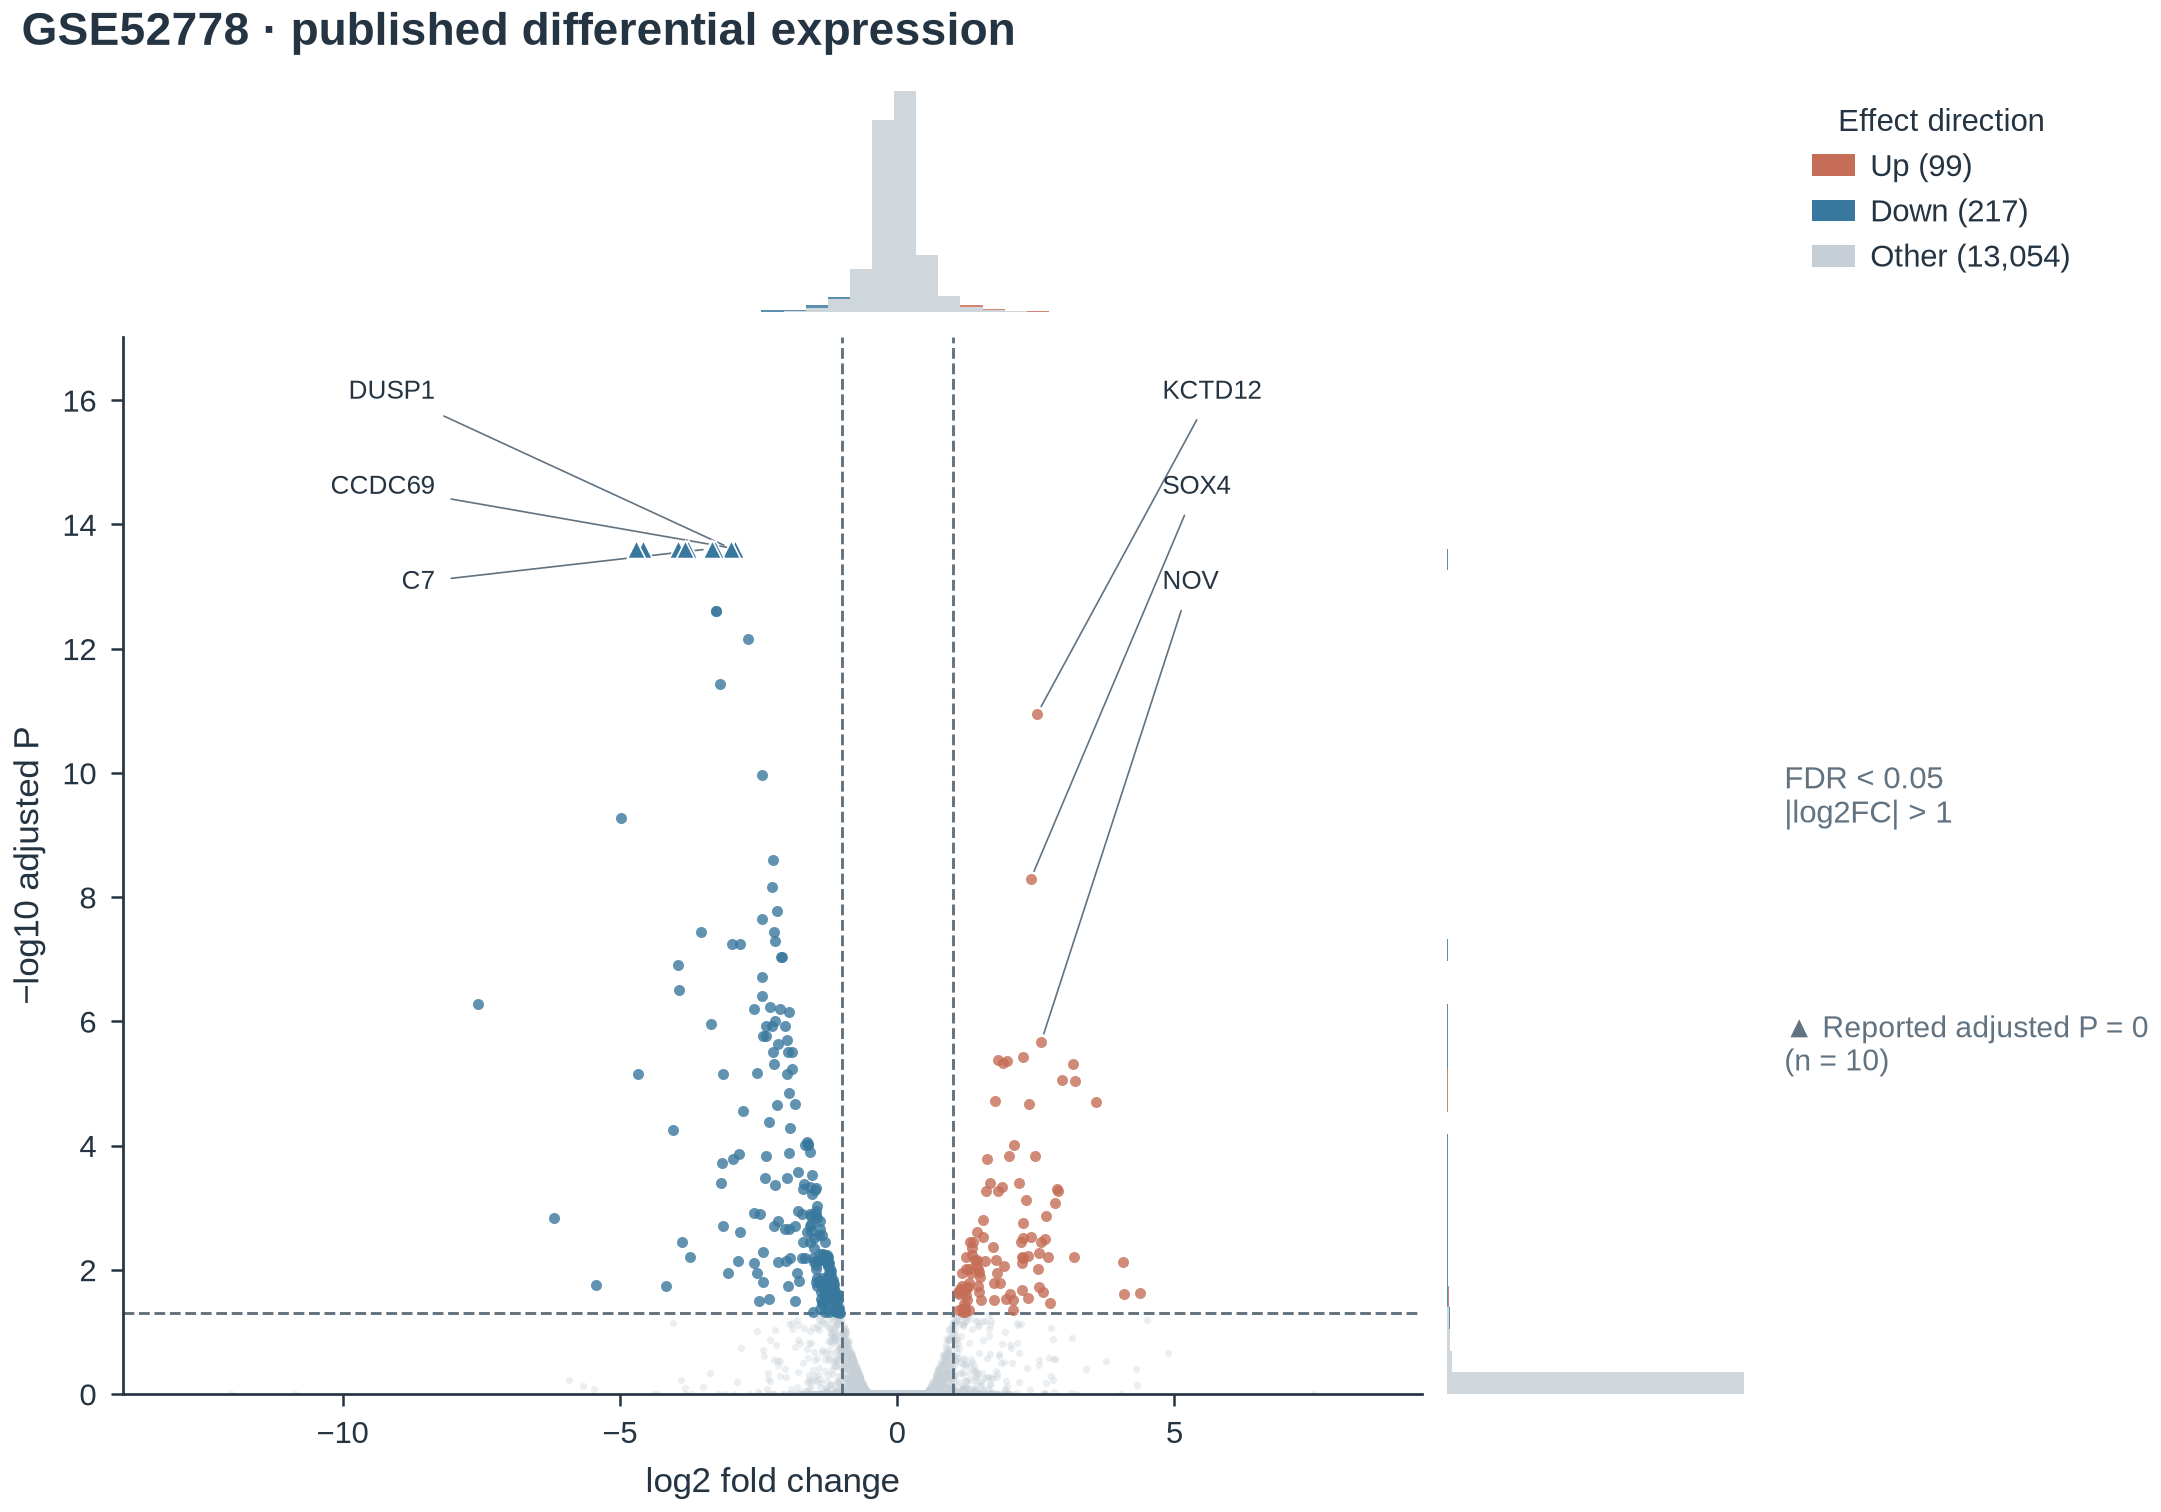 GSE52778 · published differential expression
Effect direction
Up (99)
Down (217)
Other (13,054)
DUSP1
CCDC69
C7
KCTD12
SOX4
NOV
16
14
12
10
8
6
4
2
0
−log10 adjusted P
−10
−5
0
5
log2 fold change
FDR < 0.05
|log2FC| > 1
▲ Reported adjusted P = 0
(n = 10)